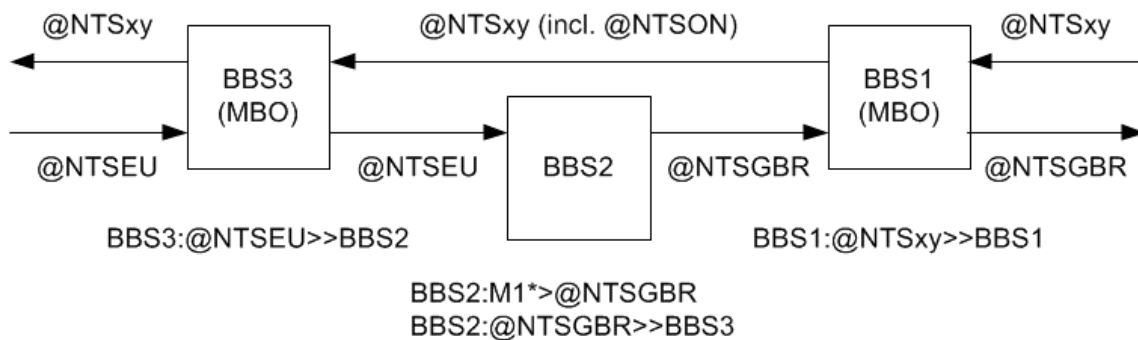 @NTSxy
@NTSxy (incl. @NTSON)
@NTSxy
BBS3
(MBO)
BBS1
(MBO)
BBS2
@NTSEU
@NTSEU
@NTSGBR
@NTSGBR
BBS3:@NTSEU>>BBS2
BBS1:@NTSxy>>BBS1
BBS2:M1*>@NTSGBR
BBS2:@NTSGBR>>BBS3